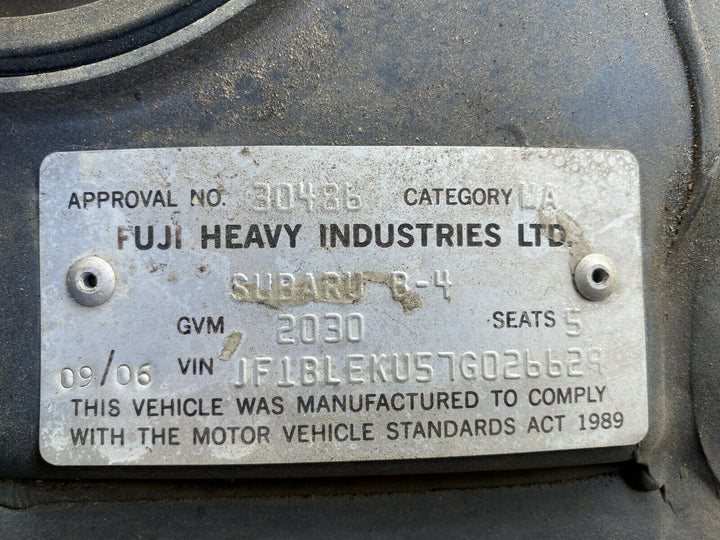 APPROVAL NO. 30486 CATEGORY MA
FUJI HEAVY INDUSTRIES LTD.
SUBARU B-4
GVM 2030 SEATS 5
09/06 VIN JF1BLEKU57G026629
THIS VEHICLE WAS MANUFACTURED TO COMPLY
WITH THE MOTOR VEHICLE STANDARDS ACT 1989